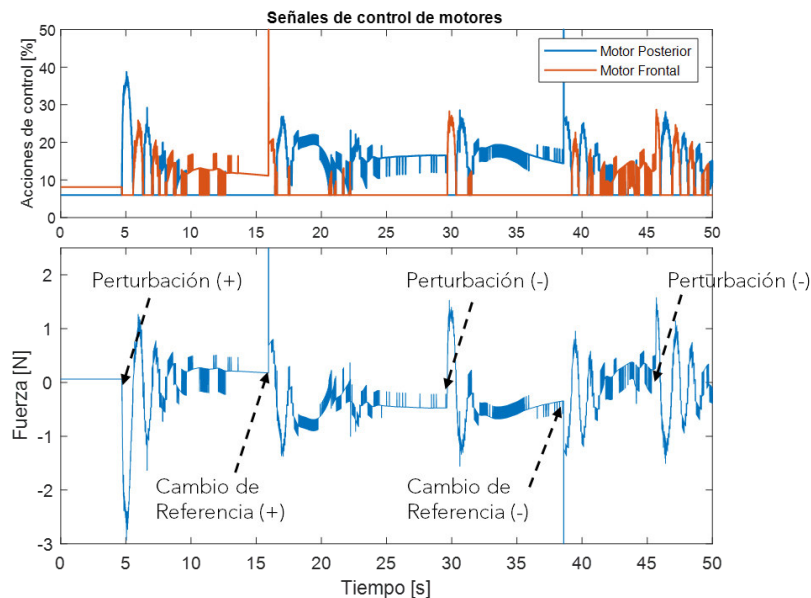 Señales de control de motores
Acciones de control [%]
50
40
30
20
10
0
Motor Posterior
Motor Frontal
0 5 10 15 20 25 30 35 40 45 50
Fuerza [N]
2
1
0
-1
-2
-3
Perturbación (+)
Perturbación (-)
Perturbación (-)
Cambio de
Referencia (+)
Cambio de
Referencia (-)
0 5 10 15 20 25 30 35 40 45 50
Tiempo [s]